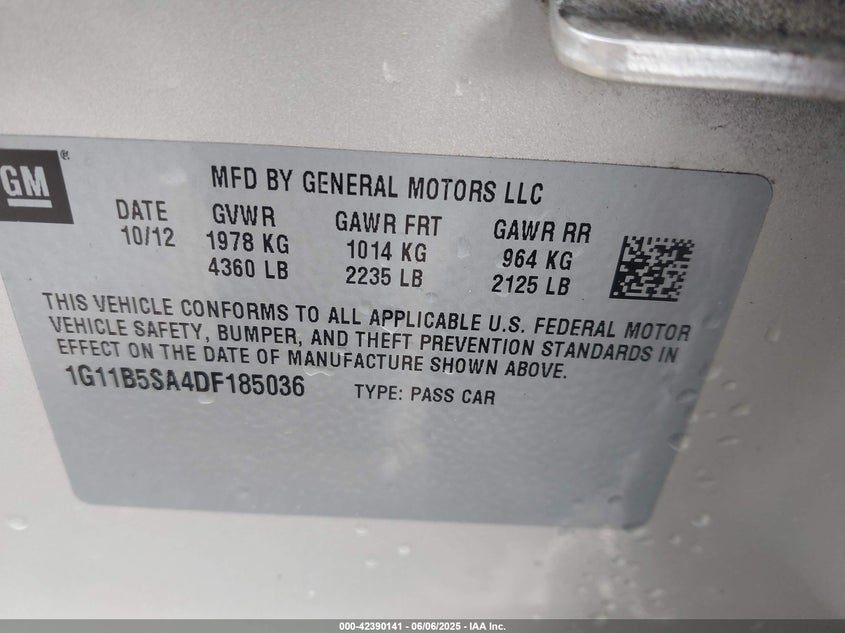 GM®
MFD BY GENERAL MOTORS LLC
DATE GVWR GAWR FRT GAWR RR
10/12 1978 KG 1014 KG 964 KG
4360 LB 2235 LB 2125 LB
THIS VEHICLE CONFORMS TO ALL APPLICABLE U.S. FEDERAL MOTOR
VEHICLE SAFETY, BUMPER, AND THEFT PREVENTION STANDARDS IN
EFFECT ON THE DATE OF MANUFACTURE SHOWN ABOVE.
1G11B5SA4DF185036 TYPE: PASS CAR
000-42390141 - 06/06/2025 - IAA Inc.